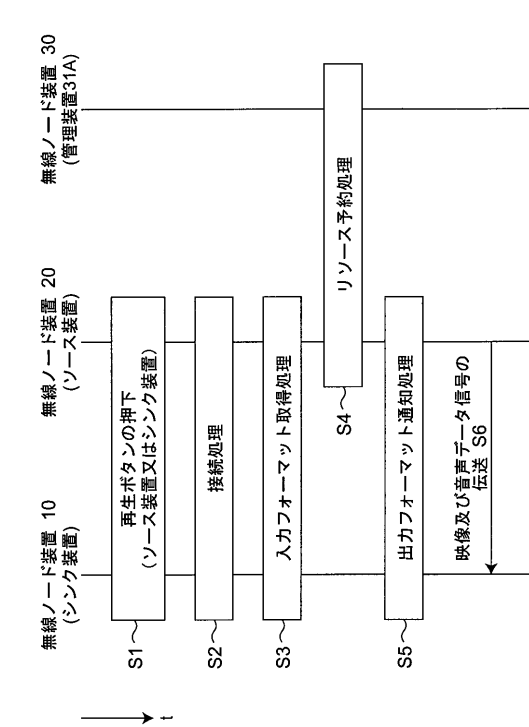 無線ノード装置 10
(シンク装置)
無線ノード装置 20
(ソース装置)
無線ノード装置 30
(管理装置31A)
S1
再生ボタンの押下
(ソース装置又はシンク装置)
S2
接続処理
S3
入力フォーマット取得処理
S4
リソース予約処理
S5
出力フォーマット通知処理
映像及び音声データ信号の
伝送 S6
t